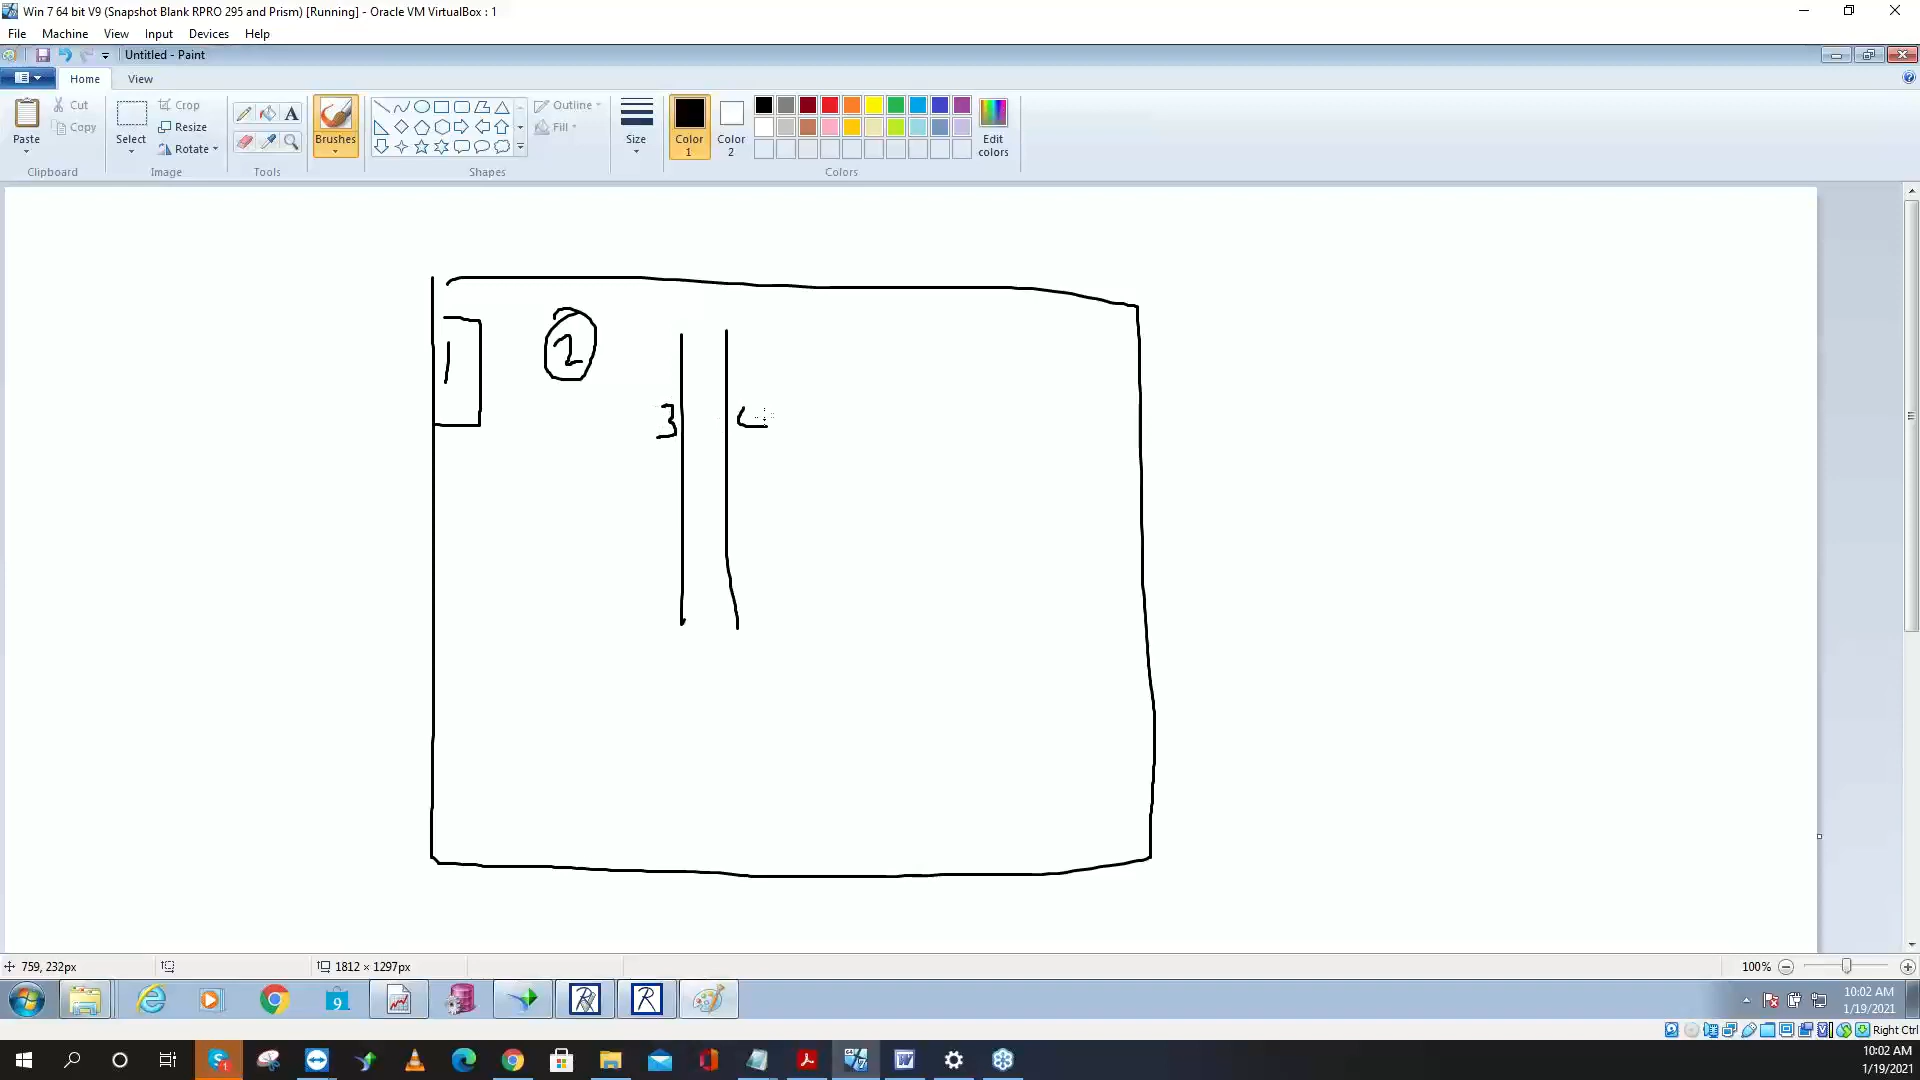 Win 7 64 bit V9 (Snapshot Blank RPRO 295 and Prism) [Running] - Oracle VM VirtualBox : 1
File Machine View Input Devices Help
Untitled - Paint
Home View
Cut
Copy
Paste
Clipboard
Crop
Resize
Rotate
Select
Image
A
Tools
Brushes
Outline
Fill
Shapes
Size
Color 1
Color 2
Edit colors
Colors
1
2
3
759, 232px
1812 × 1297px
100%
9
R
R
10:02 AM
1/19/2021
Right Ctrl
10:02 AM
1/19/2021